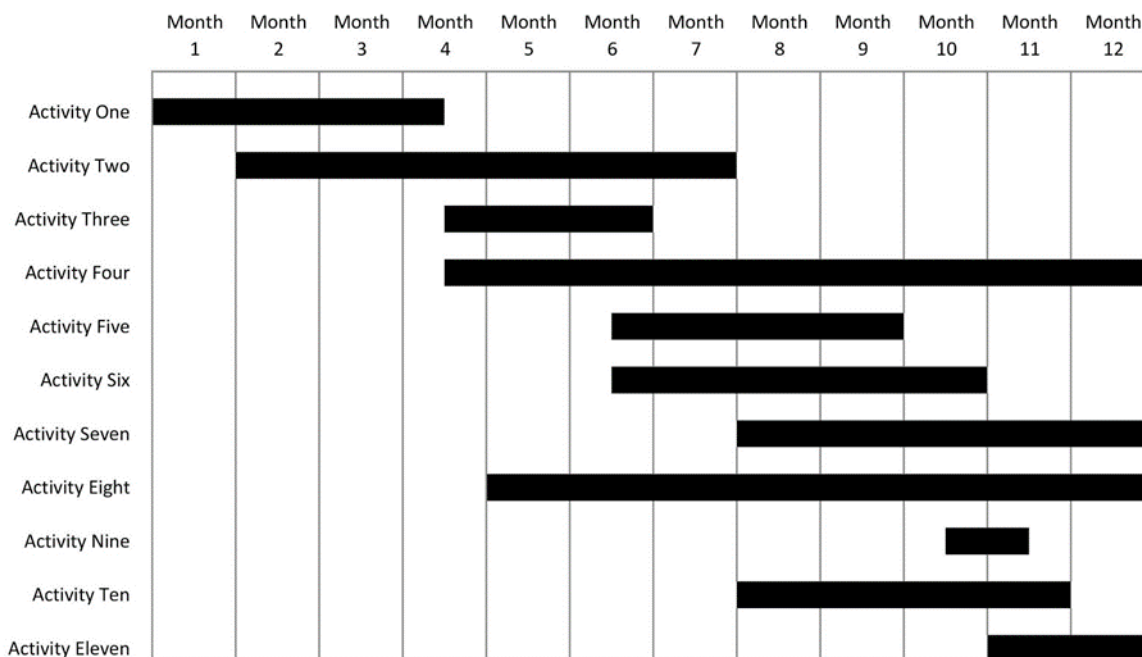 Month Month Month Month Month Month Month Month Month Month Month Month
1 2 3 4 5 6 7 8 9 10 11 12
Activity One
Activity Two
Activity Three
Activity Four
Activity Five
Activity Six
Activity Seven
Activity Eight
Activity Nine
Activity Ten
Activity Eleven